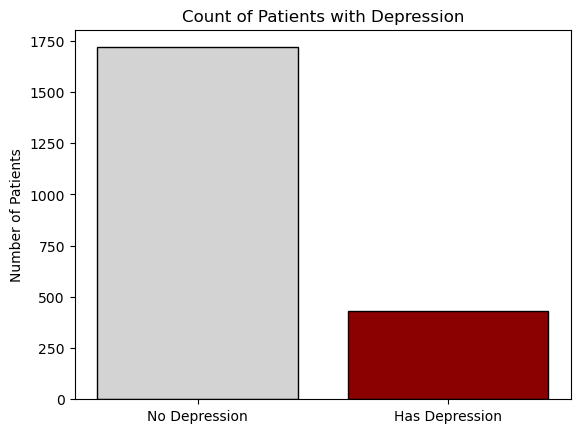 Count of Patients with Depression
1750
1500
1250
1000
750
500
250
0
Number of Patients
No Depression
Has Depression